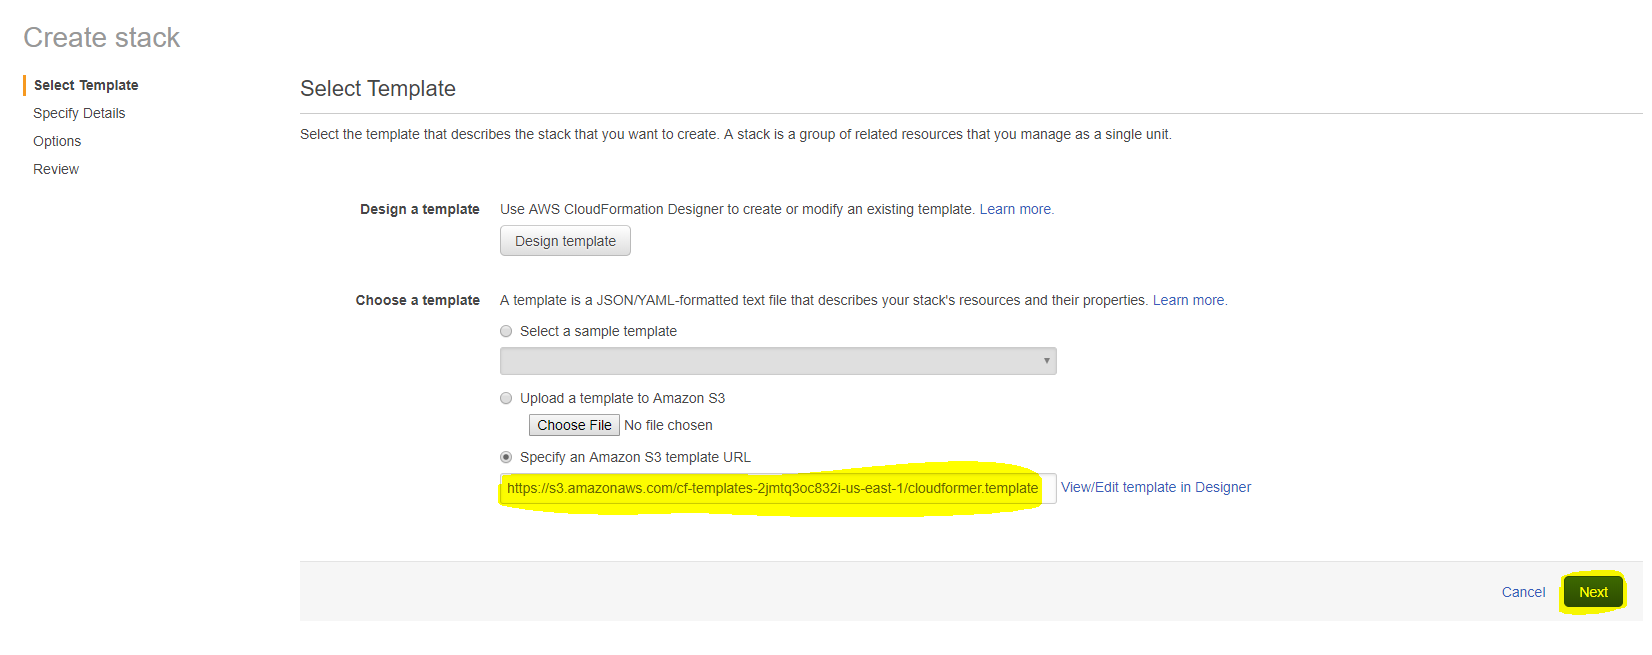 Create stack
Select Template
Specify Details
Options
Review
Select Template
Select the template that describes the stack that you want to create. A stack is a group of related resources that you manage as a single unit.
Design a template
Use AWS CloudFormation Designer to create or modify an existing template. Learn more.
Design template
Choose a template
A template is a JSON/YAML-formatted text file that describes your stack's resources and their properties. Learn more.
Select a sample template
Upload a template to Amazon S3
Choose File No file chosen
Specify an Amazon S3 template URL
https://s3.amazonaws.com/cf-templates-2jmtq3oc832i-us-east-1/cloudformer.template
View/Edit template in Designer
Cancel
Next